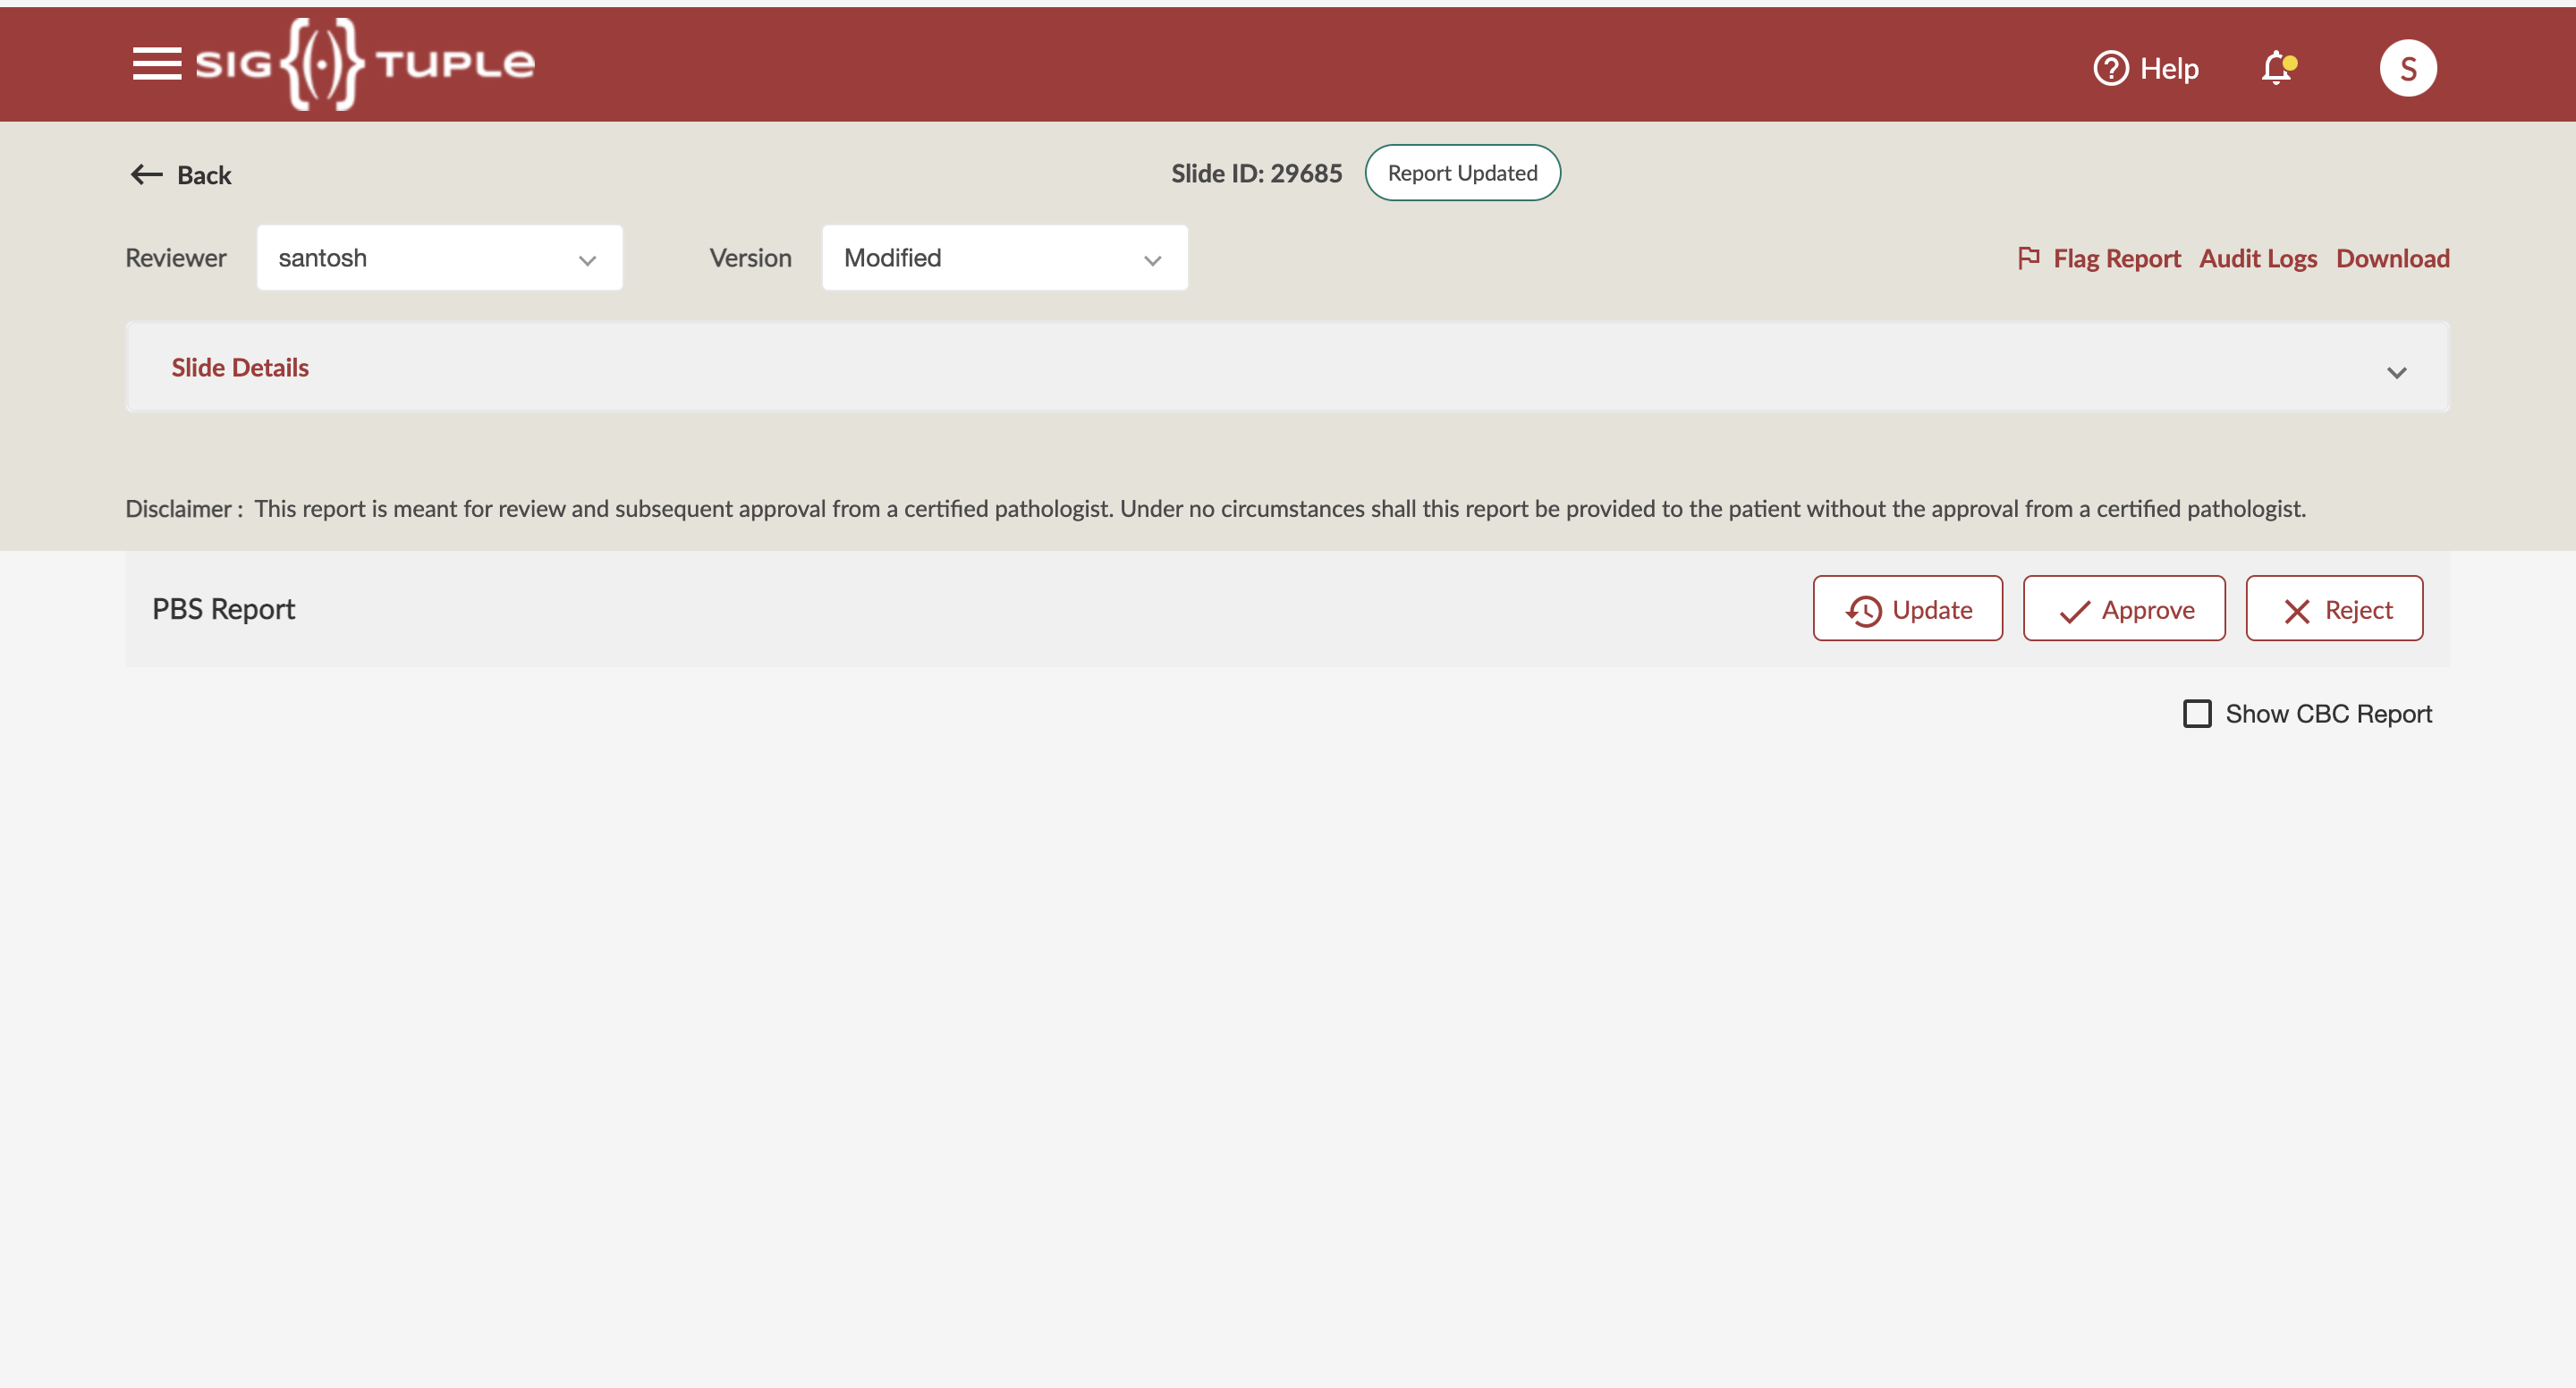 SIG{(·)}TUPLE
Help
S
Back
Slide ID: 29685
Report Updated
Reviewer
santosh
Version
Modified
Flag Report
Audit Logs
Download
Slide Details
Disclaimer : This report is meant for review and subsequent approval from a certified pathologist. Under no circumstances shall this report be provided to the patient without the approval from a certified pathologist.
PBS Report
Update
Approve
Reject
Show CBC Report